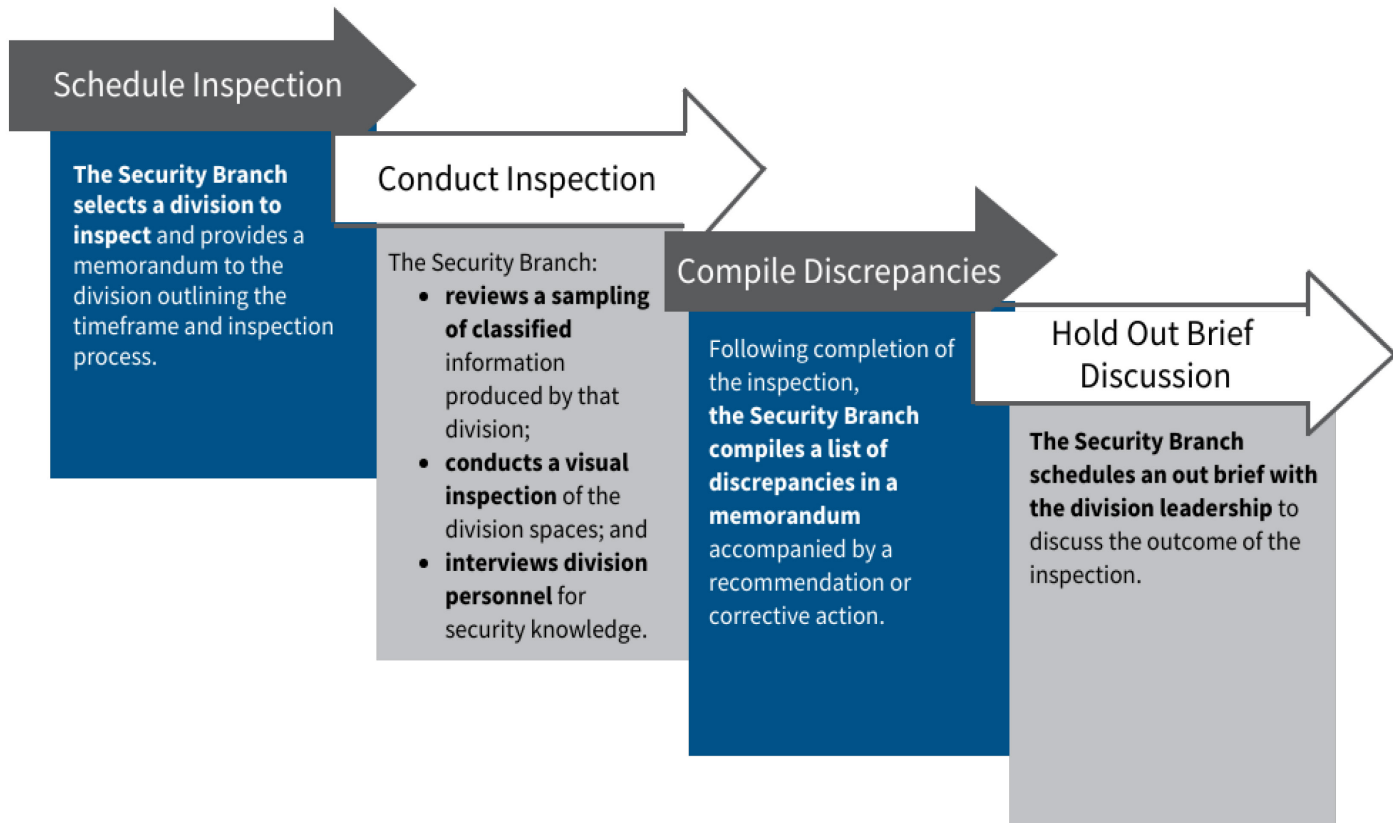 Schedule Inspection
The Security Branch
selects a division to
inspect and provides a
memorandum to the
division outlining the
timeframe and inspection
process.
Conduct Inspection
The Security Branch:
• reviews a sampling
of classified
information
produced by that
division;
• conducts a visual
inspection of the
division spaces; and
• interviews division
personnel for
security knowledge.
Compile Discrepancies
Following completion of
the inspection,
the Security Branch
compiles a list of
discrepancies in a
memorandum
accompanied by a
recommendation or
corrective action.
Hold Out Brief
Discussion
The Security Branch
schedules an out brief with
the division leadership to
discuss the outcome of the
inspection.